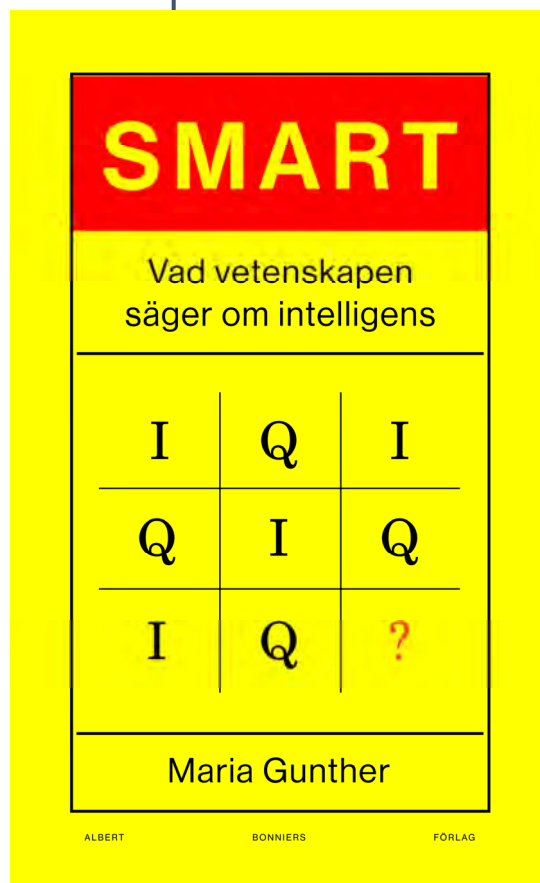 SMART
Vad vetenskapen
säger om intelligens
I Q I
Q I Q
I Q ?
Maria Gunther
ALBERT BONNIERS FÖRLAG